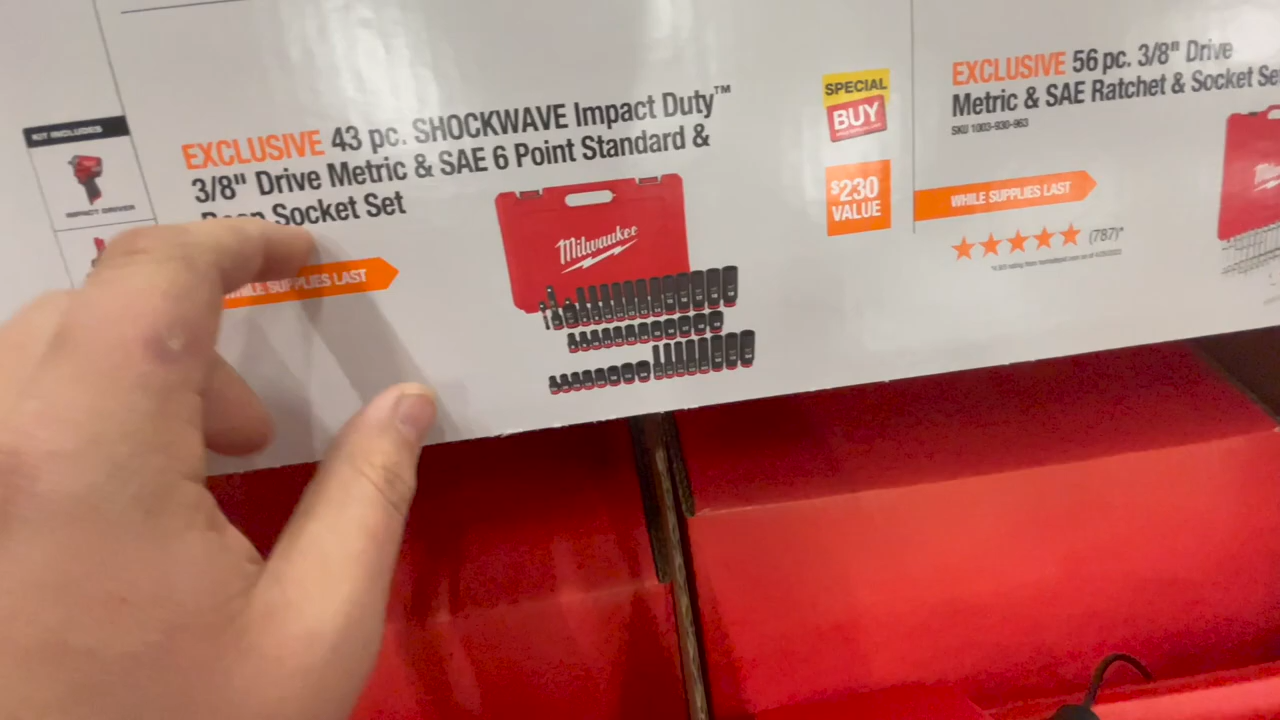 KIT INCLUDES
IMPACT DRIVER
EXCLUSIVE 43 pc. SHOCKWAVE Impact Duty™
3/8" Drive Metric & SAE 6 Point Standard &
Deep Socket Set
WHILE SUPPLIES LAST
Milwaukee
SPECIAL
BUY
$230
VALUE
EXCLUSIVE 56 pc. 3/8" Drive
Metric & SAE Ratchet & Socket Se
SKU 1003-930-963
WHILE SUPPLIES LAST
(787)*